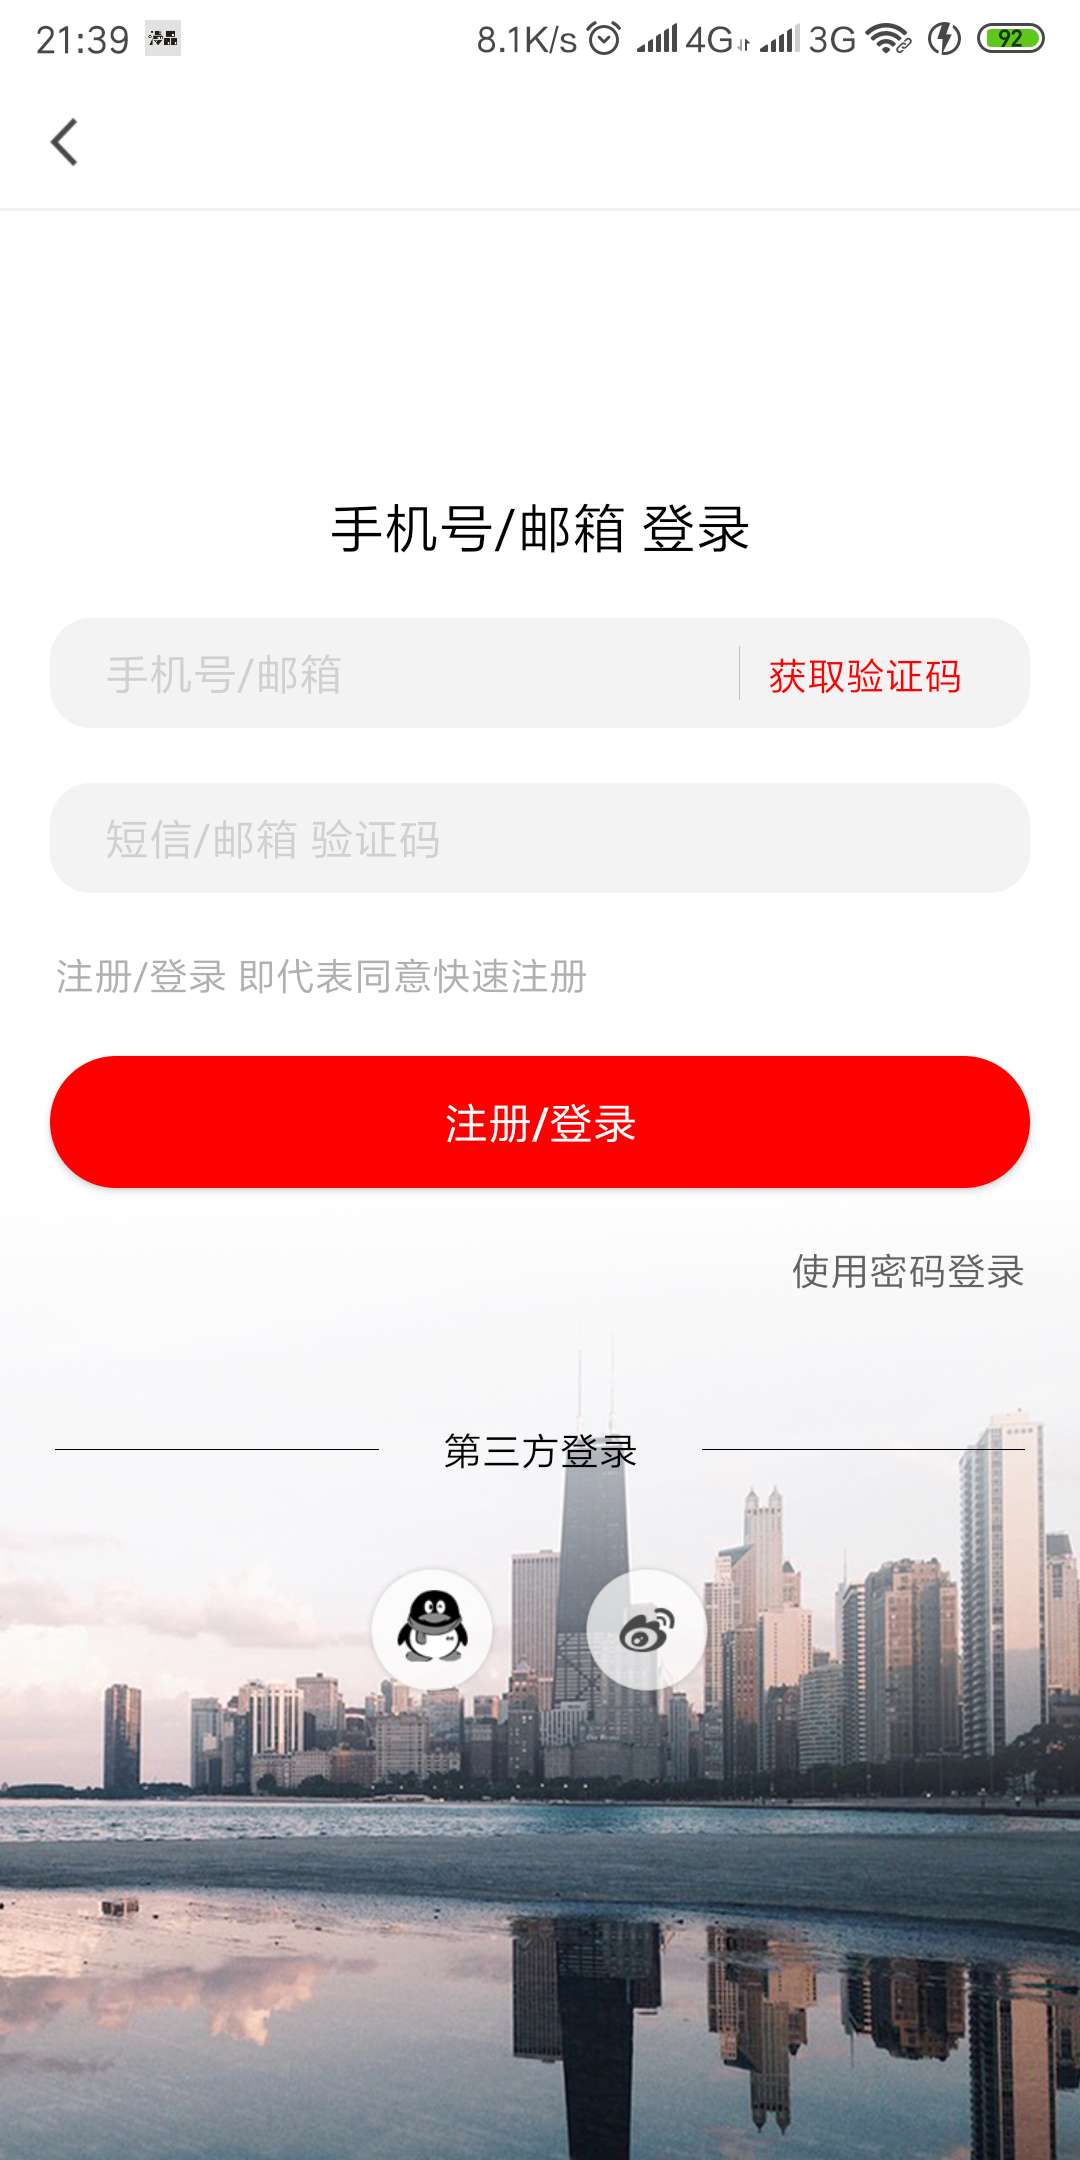 21:39 8.1K/s 4G 3G 92
手机号/邮箱 登录
手机号/邮箱 获取验证码
短信/邮箱 验证码
注册/登录 即代表同意快速注册
注册/登录
使用密码登录
第三方登录